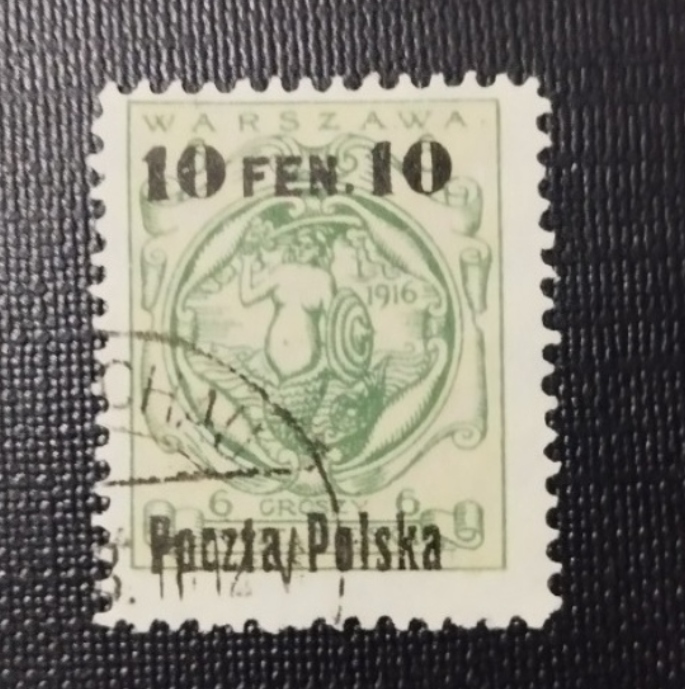 WARSZAWA
10 FEN. 10
1916
6 GROSZY 6
Poczta Polska